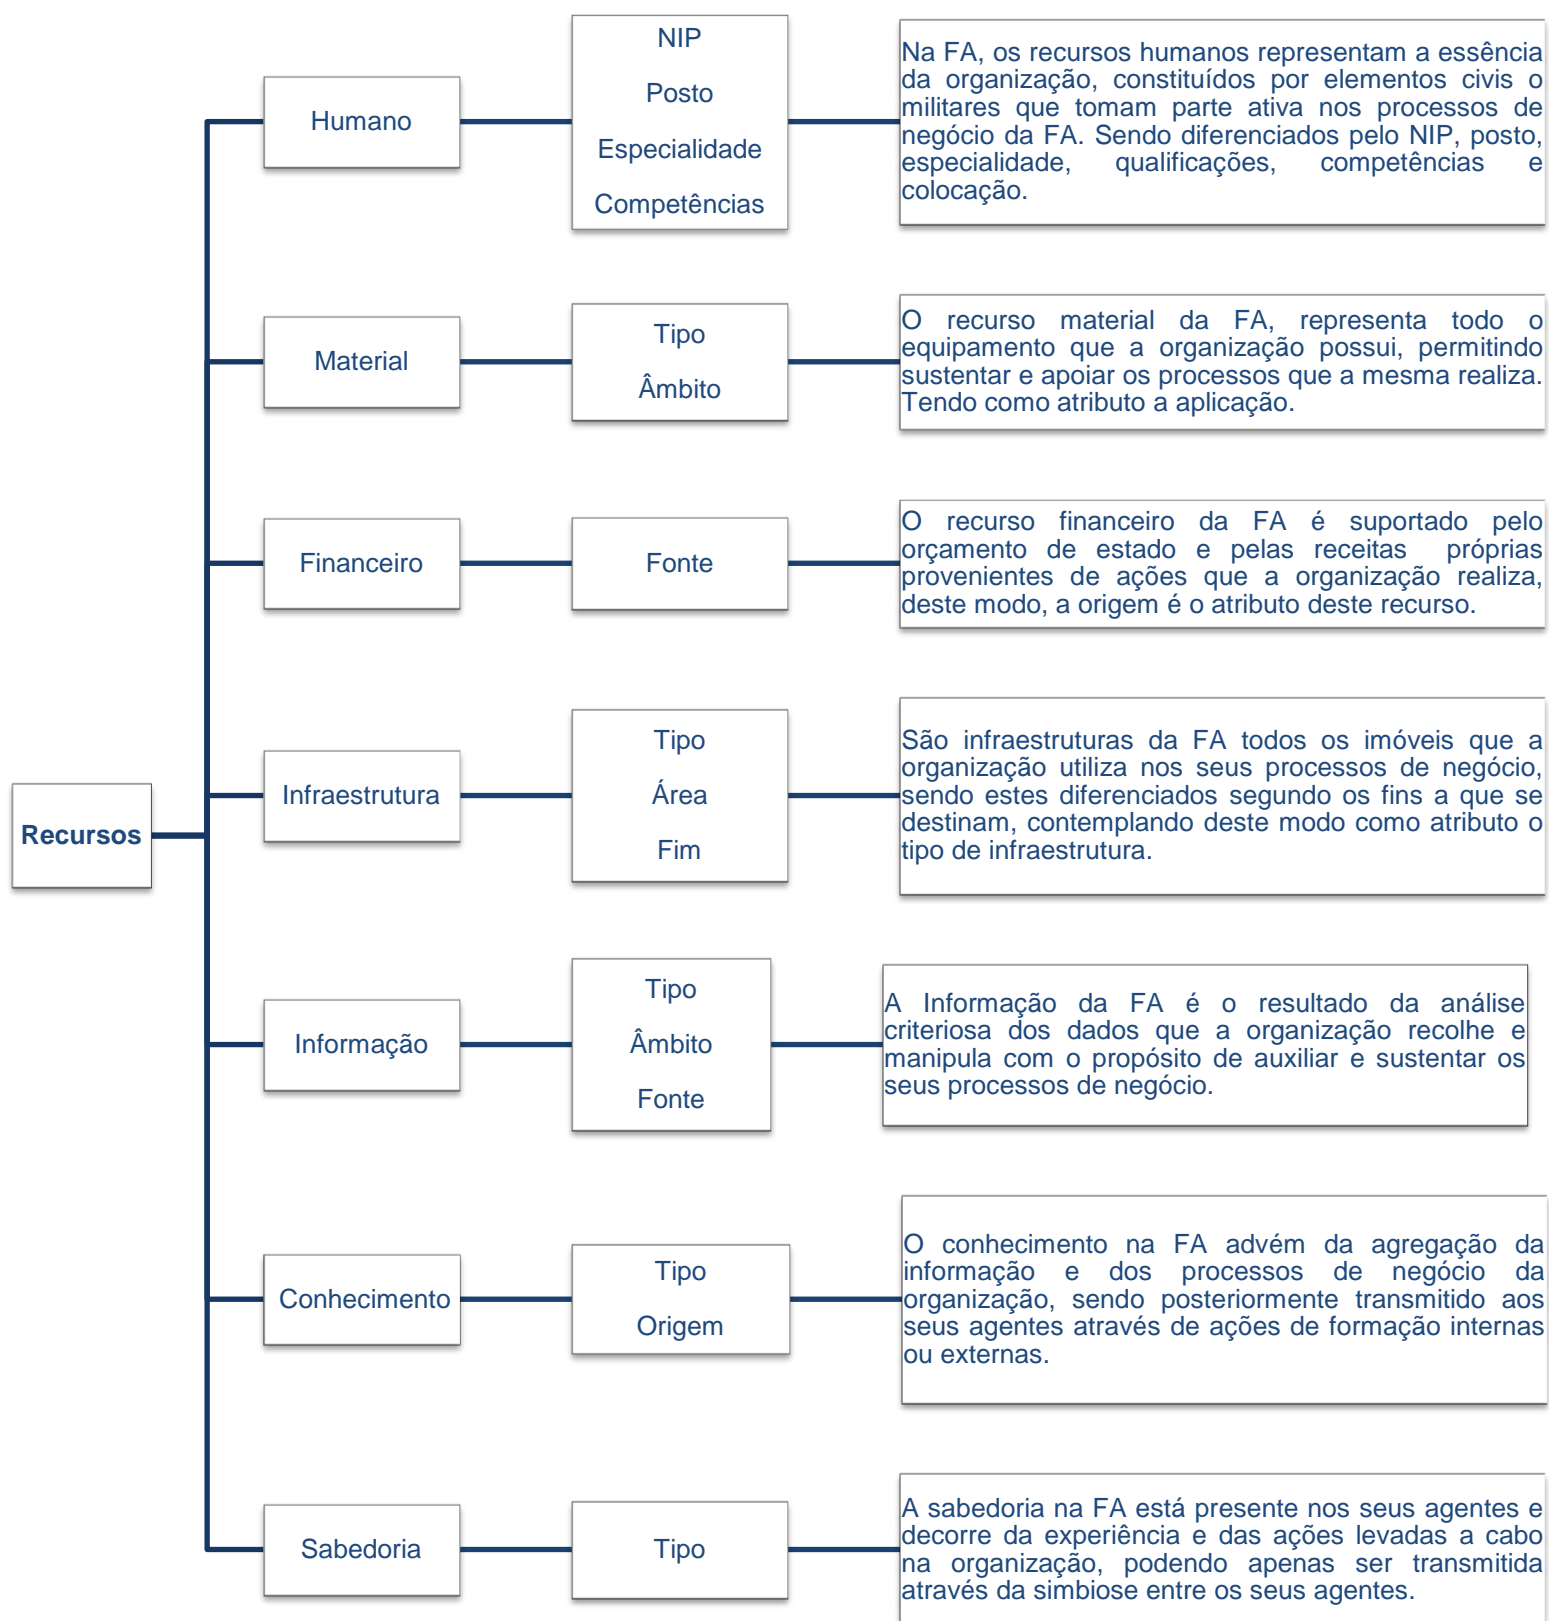 Recursos
Humano
NIP
Posto
Especialidade
Competências
Na FA, os recursos humanos representam a essência
da organização, constituídos por elementos civis o
militares que tomam parte ativa nos processos de
negócio da FA. Sendo diferenciados pelo NIP, posto,
especialidade, qualificações, competências e
colocação.
Material
Tipo
Âmbito
O recurso material da FA, representa todo o
equipamento que a organização possui, permitindo
sustentar e apoiar os processos que a mesma realiza.
Tendo como atributo a aplicação.
Financeiro
Fonte
O recurso financeiro da FA é suportado pelo
orçamento de estado e pelas receitas próprias
provenientes de ações que a organização realiza,
deste modo, a origem é o atributo deste recurso.
Infraestrutura
Tipo
Área
Fim
São infraestruturas da FA todos os imóveis que a
organização utiliza nos seus processos de negócio,
sendo estes diferenciados segundo os fins a que se
destinam, contemplando deste modo como atributo o
tipo de infraestrutura.
Informação
Tipo
Âmbito
Fonte
A Informação da FA é o resultado da análise
criteriosa dos dados que a organização recolhe e
manipula com o propósito de auxiliar e sustentar os
seus processos de negócio.
Conhecimento
Tipo
Origem
O conhecimento na FA advém da agregação da
informação e dos processos de negócio da
organização, sendo posteriormente transmitido aos
seus agentes através de ações de formação internas
ou externas.
Sabedoria
Tipo
A sabedoria na FA está presente nos seus agentes e
decorre da experiência e das ações levadas a cabo
na organização, podendo apenas ser transmitida
através da simbiose entre os seus agentes.